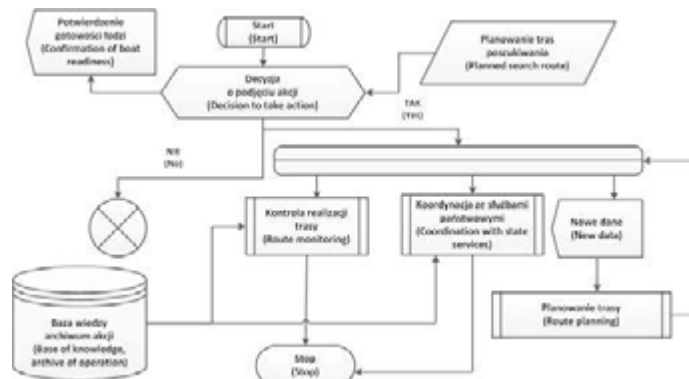 Potwierdzenie
gotowości łodzi
(Confirmation of boat
readiness)
Start
(Start)
Planowanie tras
poszukiwania
(Planned search route)
Decyzja
o podjęciu akcji
(Decision to take action)
TAK
(Yes)
NIE
(No)
Kontrola realizacji
trasy
(Route monitoring)
Koordynacja ze służbami
państwowymi
(Coordination with state
services)
Nowe dane
(New data)
Baza wiedzy
archiwum akcji
(Base of knowledge,
archive of operation)
Planowanie trasy
(Route planning)
Stop
(Stop)